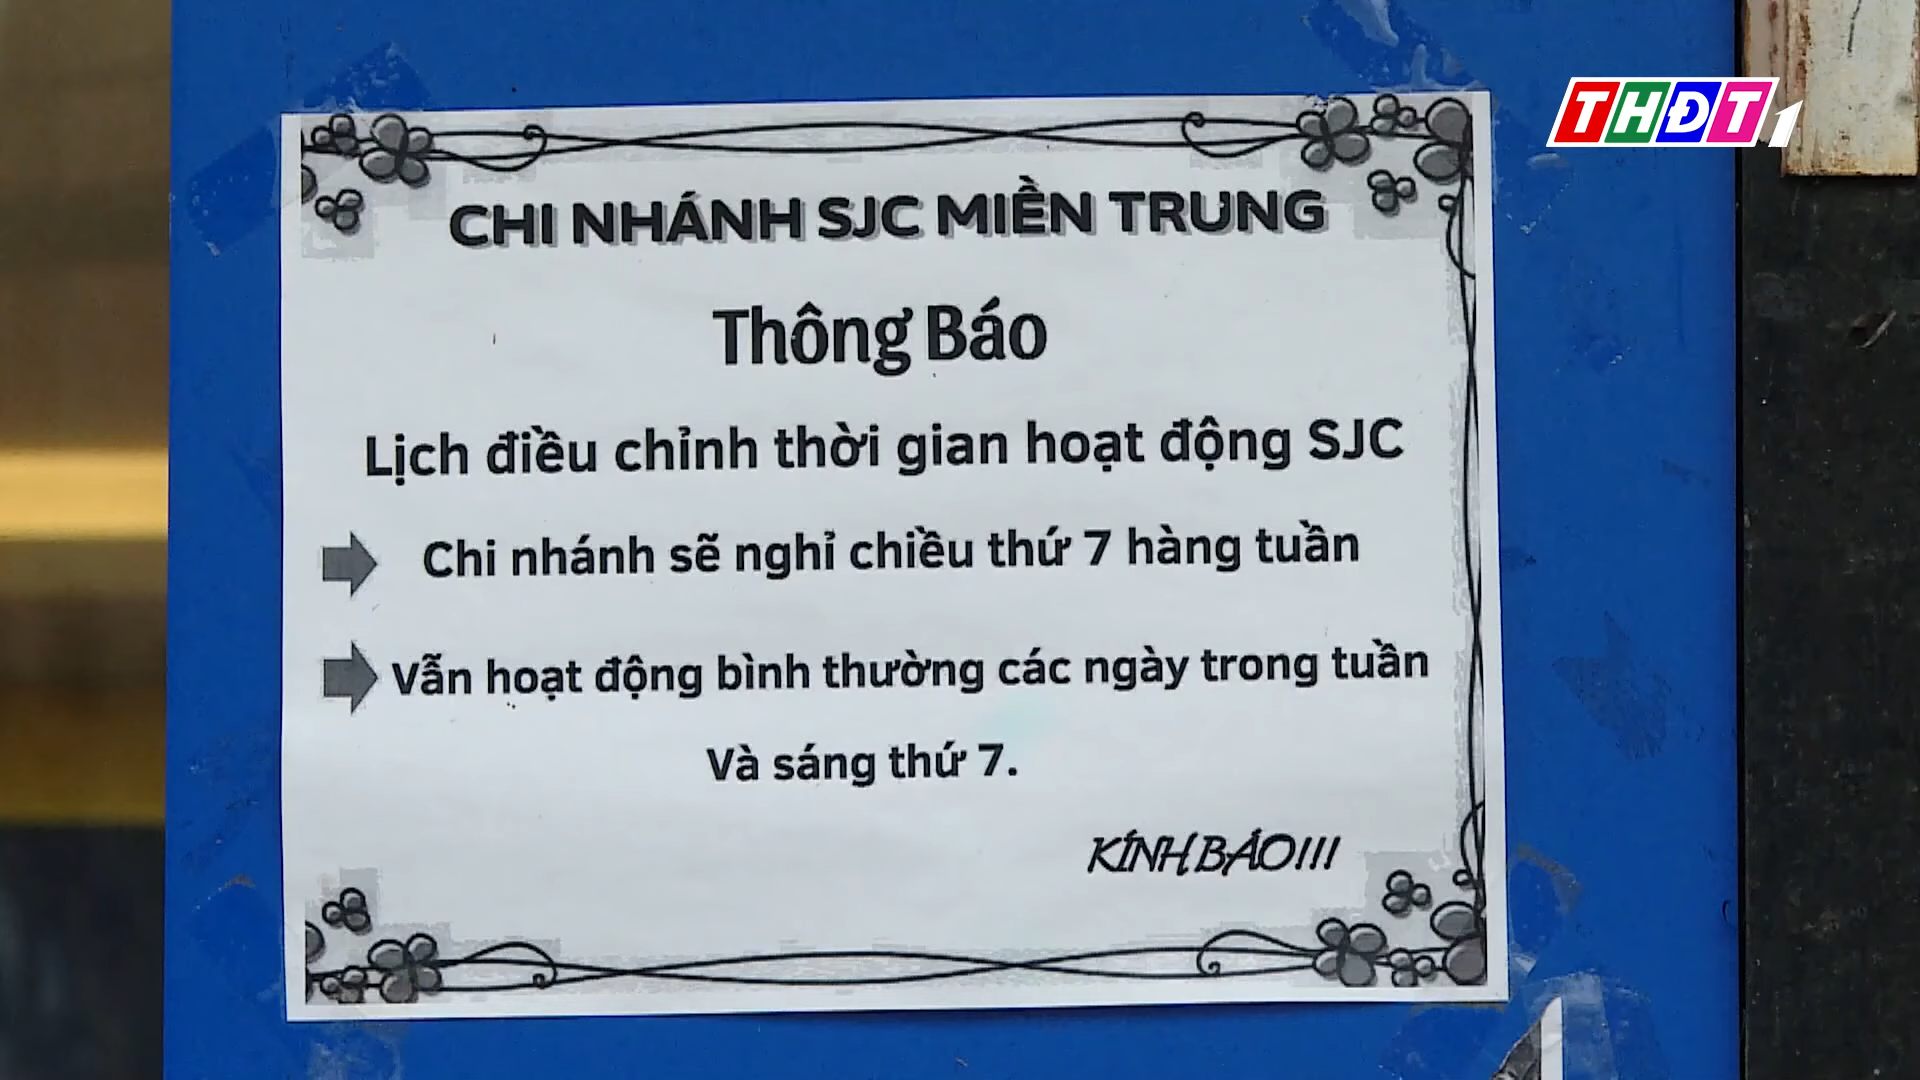 THĐT1
CHI NHÁNH SJC MIỀN TRUNG
Thông Báo
Lịch điều chỉnh thời gian hoạt động SJC
Chi nhánh sẽ nghỉ chiều thứ 7 hàng tuần
Vẫn hoạt động bình thường các ngày trong tuần
Và sáng thứ 7.
KÍNH BÁO!!!